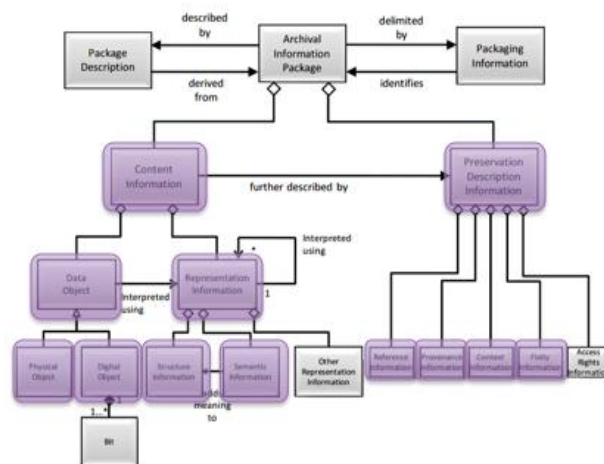 described
by
Package
Description
derived
from
Archival
Information
Package
delimited
by
identifies
Packaging
Information
Content
Information
further described by
Preservation
Description
Information
Data
Object
Interpreted
using
Representation
Information
*
1
Interpreted
using
Physical
Object
Digital
Object
Structure
Information
Semantic
Information
Other
Representation
Information
Reference
Information
Provenance
Information
Context
Information
Fixity
Information
Access
Rights
Information
1
1...*
meaning
to
Bit